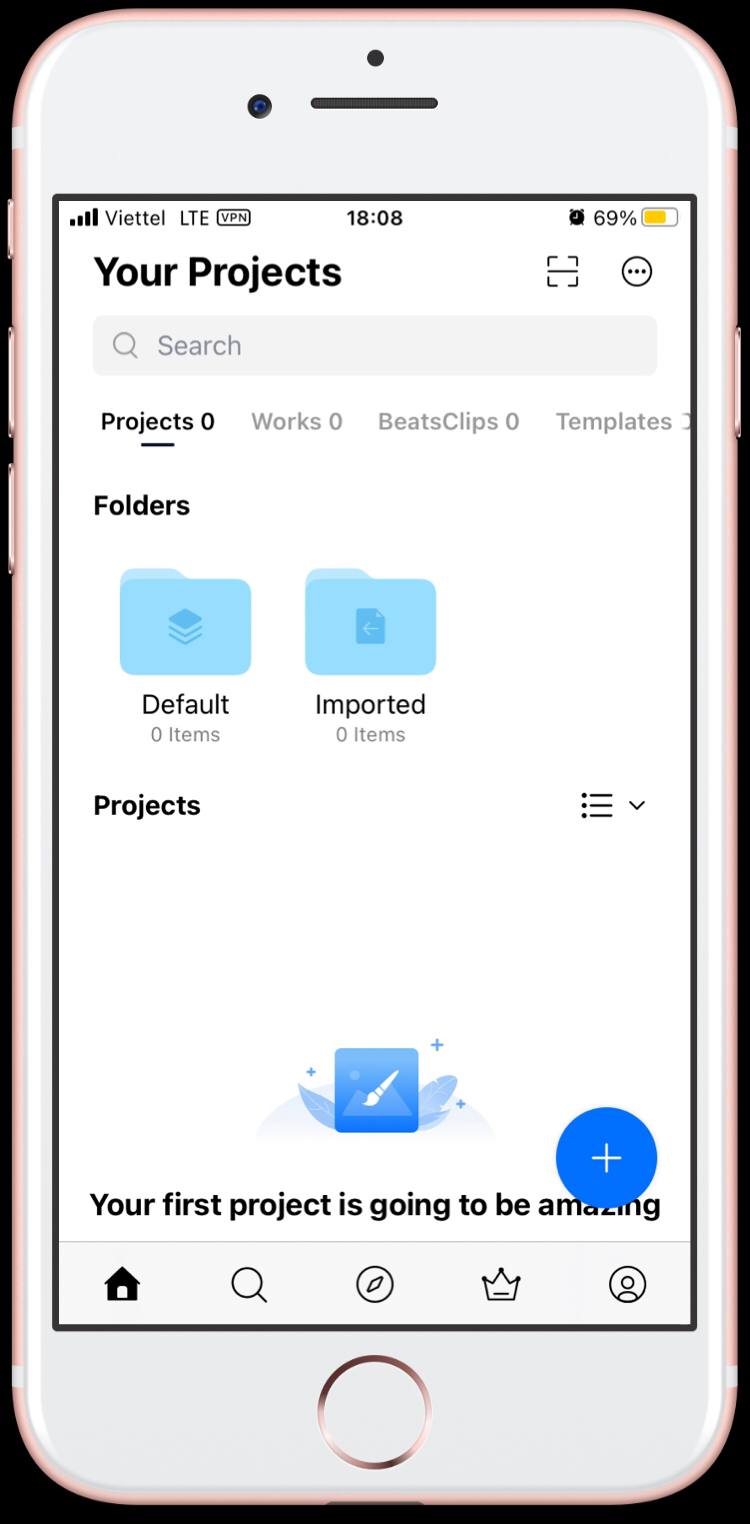 Viettel LTE VPN 18:08 69%
Your Projects
Search
Projects 0 Works 0 BeatsClips 0 Templates
Folders
Default Imported
0 Items 0 Items
Projects
Your first project is going to be amazing